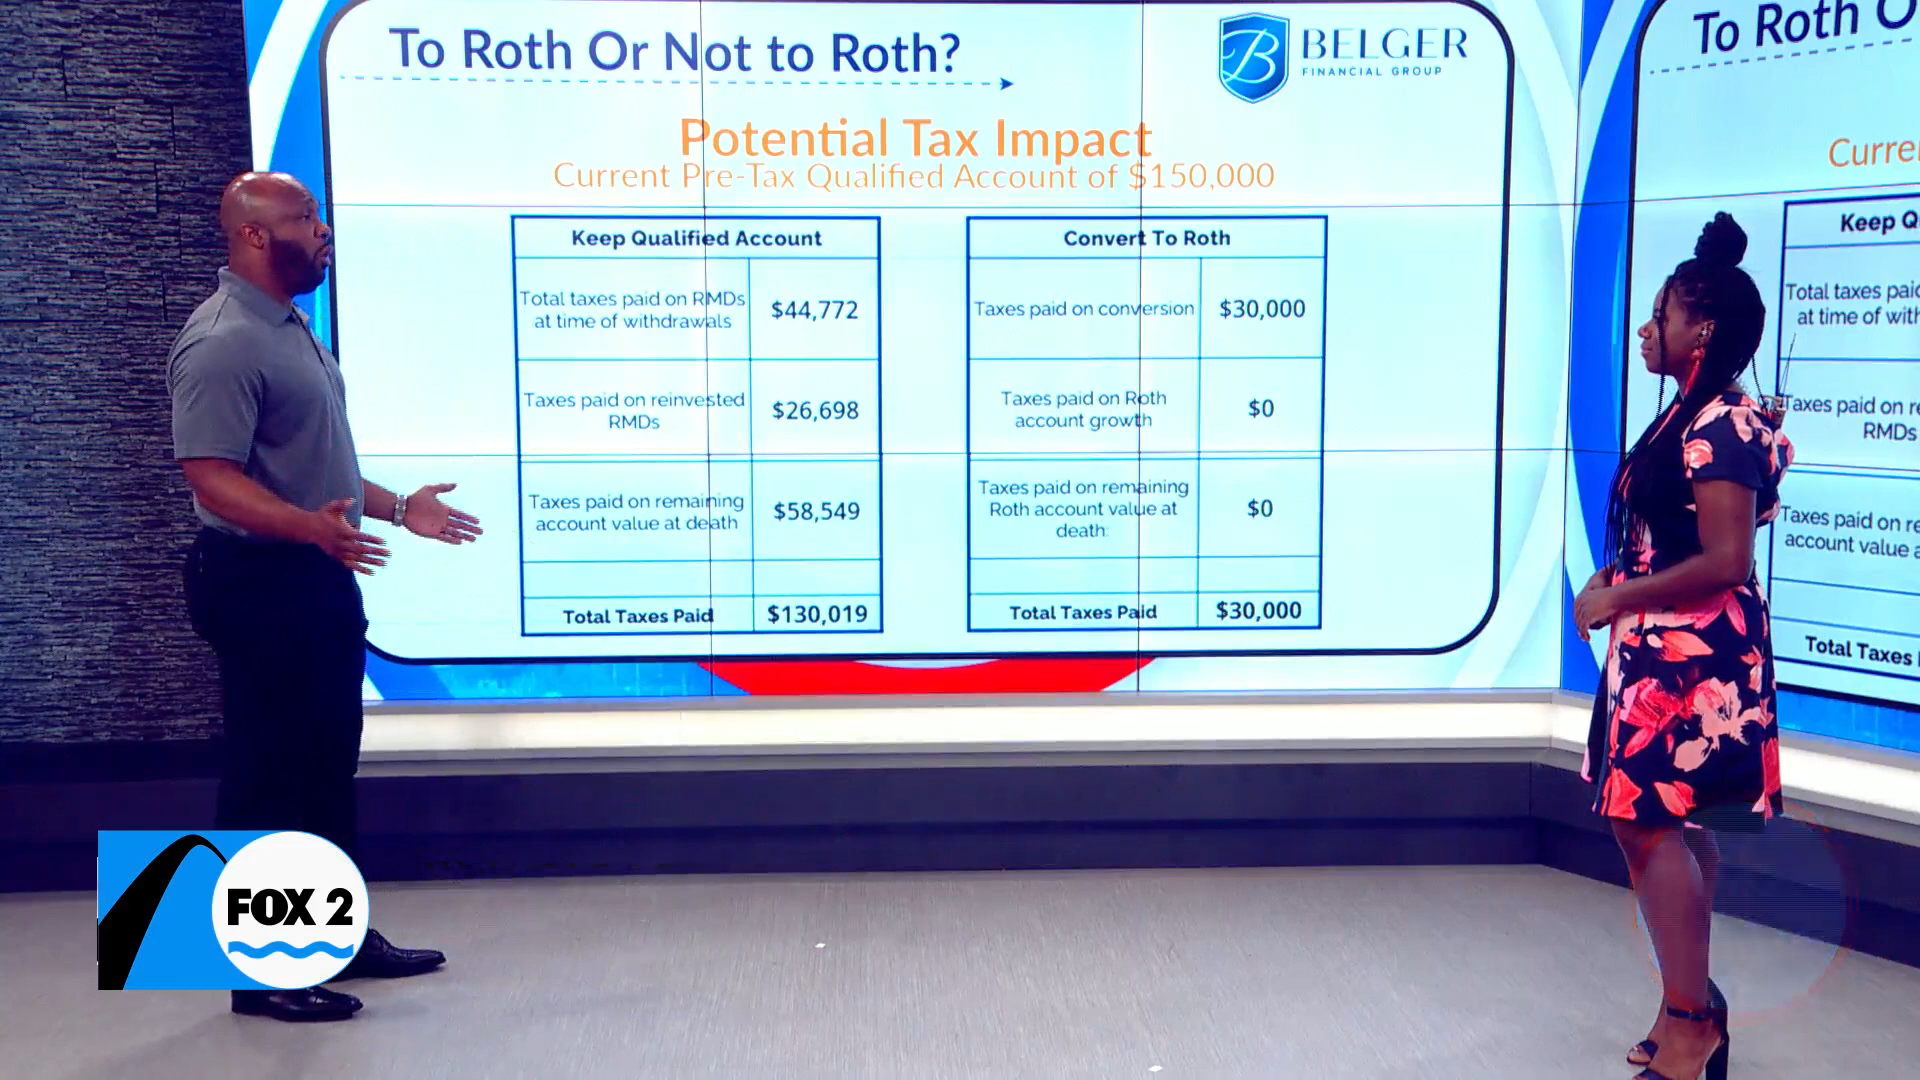 To Roth Or Not to Roth?
BELGER
FINANCIAL GROUP
Potential Tax Impact
Current Pre-Tax Qualified Account of $150,000
Keep Qualified Account
Total taxes paid on RMDs
at time of withdrawals
$44,772
Taxes paid on reinvested
RMDs
$26,698
Taxes paid on remaining
account value at death
$58,549
Total Taxes Paid
$130,019
Convert To Roth
Taxes paid on conversion
$30,000
Taxes paid on Roth
account growth
$0
Taxes paid on remaining
Roth account value at
death:
$0
Total Taxes Paid
$30,000
To Roth O
Curre
Keep Q
Total taxes paid
at time of with
Taxes paid on re
RMDs
Taxes paid on re
account value a
Total Taxes
FOX 2